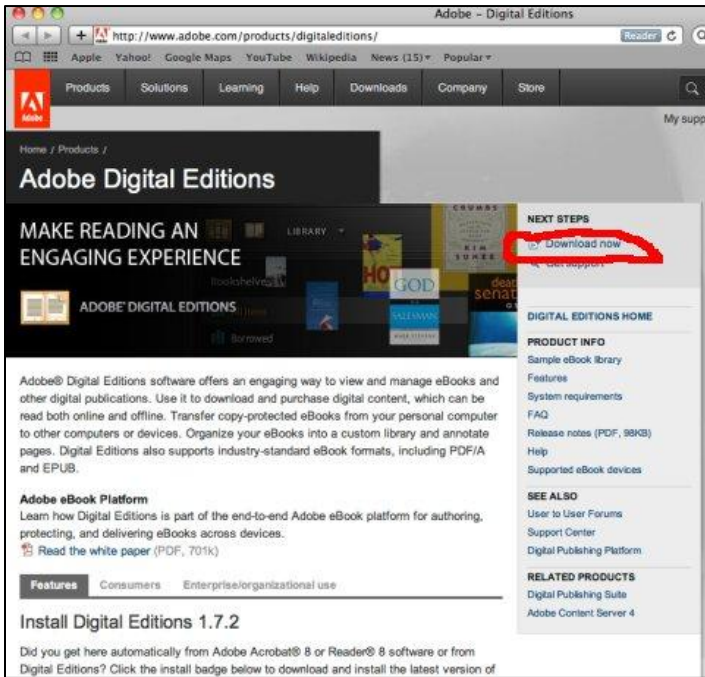 Adobe – Digital Editions
http://www.adobe.com/products/digitaleditions/
Reader
Apple Yahoo! Google Maps YouTube Wikipedia News (15) Popular
Products Solutions Learning Help Downloads Company Store
Adobe
My supp
Home / Products /
Adobe Digital Editions
MAKE READING AN
ENGAGING EXPERIENCE
ADOBE® DIGITAL EDITIONS
LIBRARY
Bookshelves
Borrowed
HOT
GOD
SALESMAN
CRUMBS
KIM
SUNEE
NEXT STEPS
Download now
Get support
DIGITAL EDITIONS HOME
PRODUCT INFO
Sample eBook library
Features
System requirements
FAQ
Release notes (PDF, 98KB)
Help
Supported eBook devices
SEE ALSO
User to User Forums
Support Center
Digital Publishing Platform
RELATED PRODUCTS
Digital Publishing Suite
Adobe Content Server 4
Adobe® Digital Editions software offers an engaging way to view and manage eBooks and
other digital publications. Use it to download and purchase digital content, which can be
read both online and offline. Transfer copy-protected eBooks from your personal computer
to other computers or devices. Organize your eBooks into a custom library and annotate
pages. Digital Editions also supports industry-standard eBook formats, including PDF/A
and EPUB.
Adobe eBook Platform
Learn how Digital Editions is part of the end-to-end Adobe eBook platform for authoring,
protecting, and delivering eBooks across devices.
Read the white paper (PDF, 701k)
Features Consumers Enterprise/organizational use
Install Digital Editions 1.7.2
Did you get here automatically from Adobe Acrobat® 8 or Reader® 8 software or from
Digital Editions? Click the install badge below to download and install the latest version of